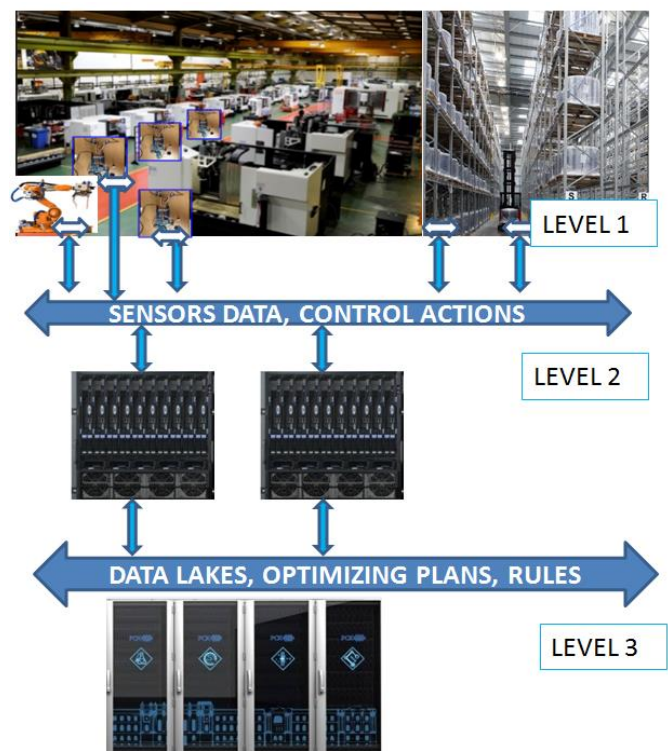 S
R
LEVEL 1
SENSORS DATA, CONTROL ACTIONS
LEVEL 2
DATA LAKES, OPTIMIZING PLANS, RULES
LEVEL 3